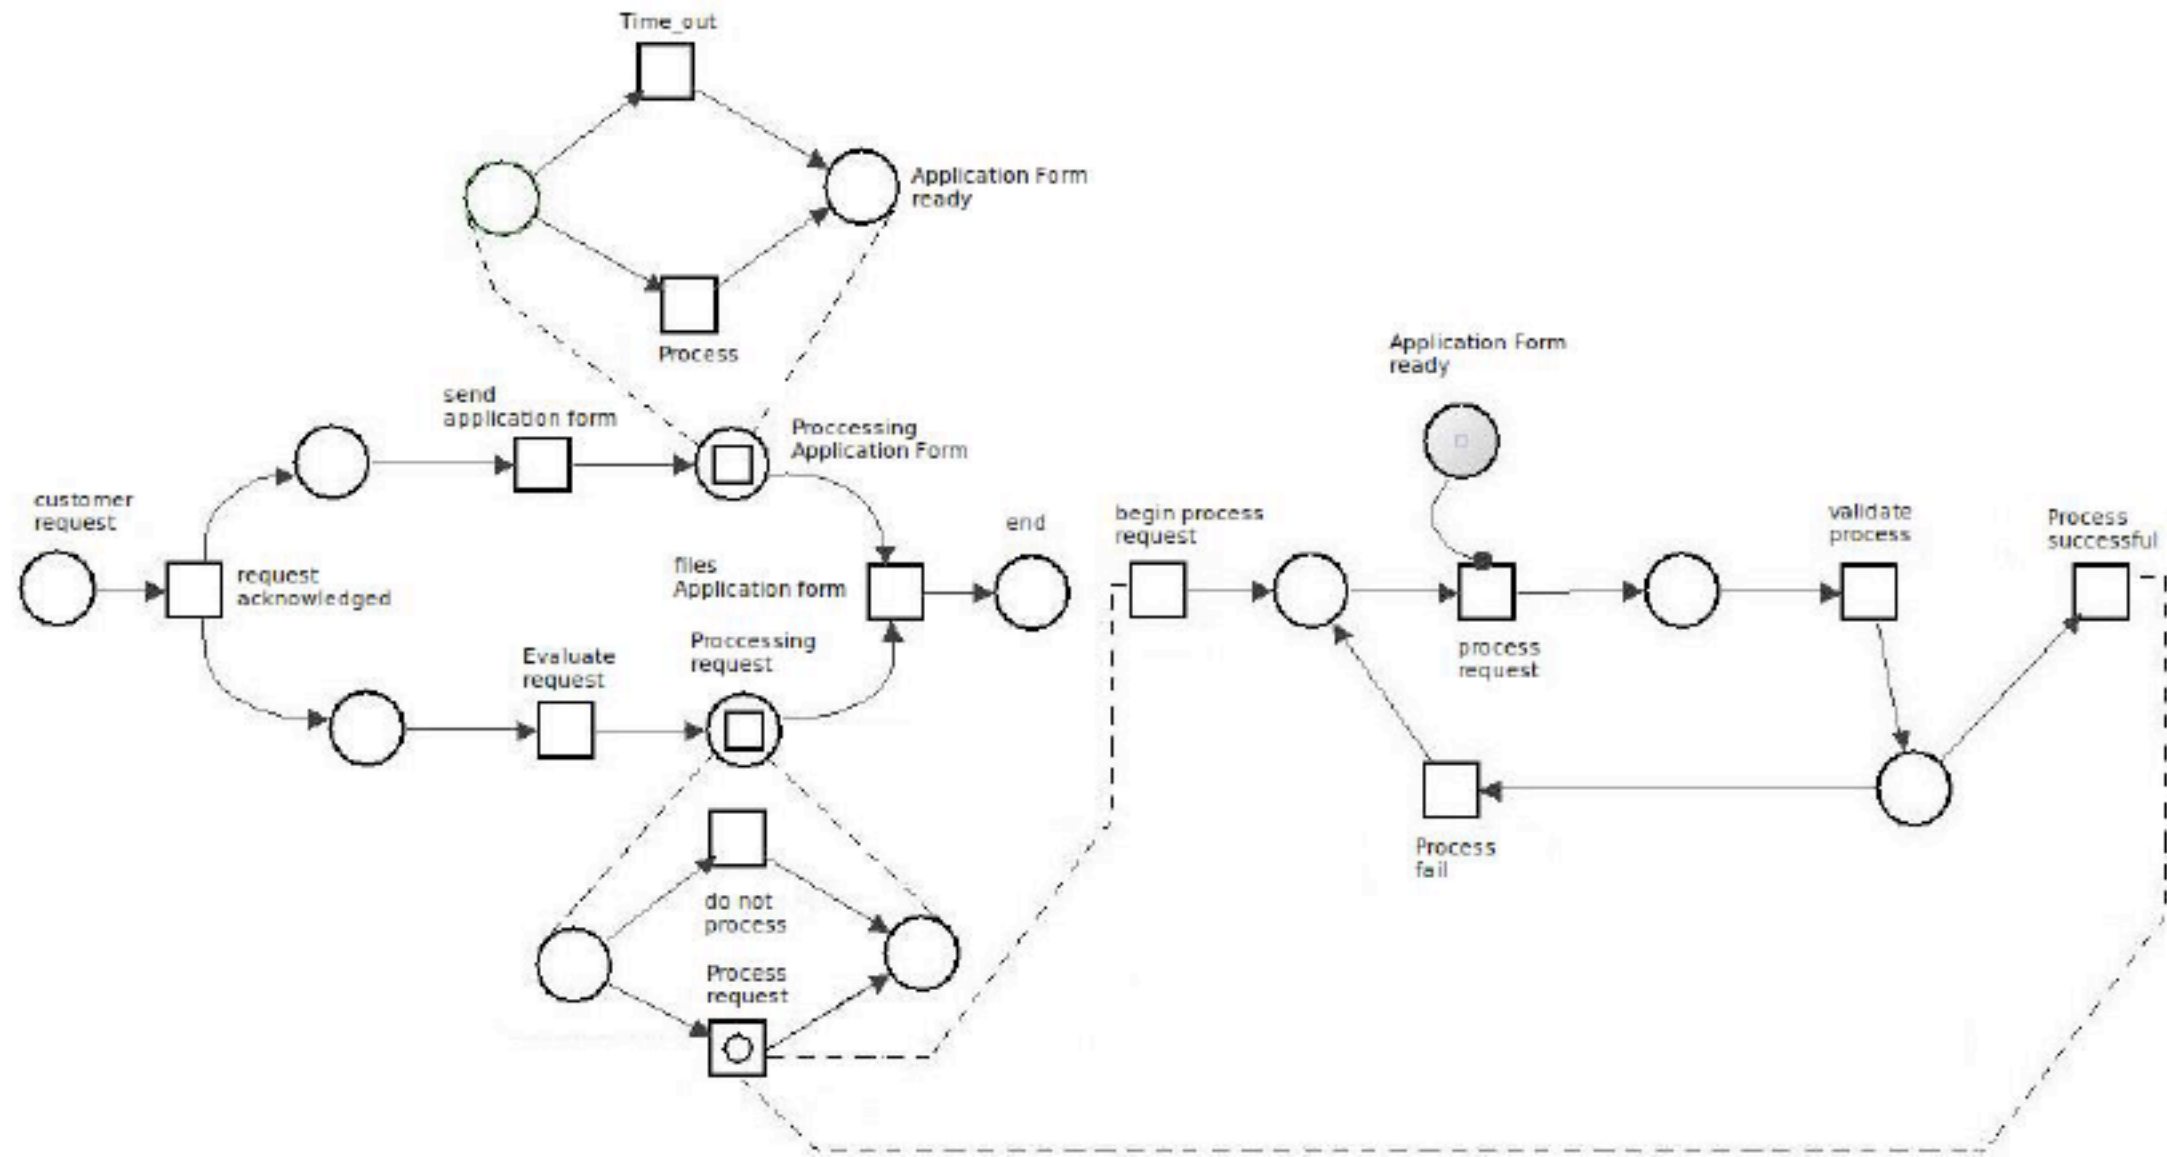 Time_out
Application Form
ready
Process
Application Form
ready
send
application form
Proccessing
Application Form
customer
request
request
acknowledged
files
Application form
end
begin process
request
validate
process
Process
successful
Evaluate
request
Proccessing
request
process
request
Process
fail
do not
process
Process
request